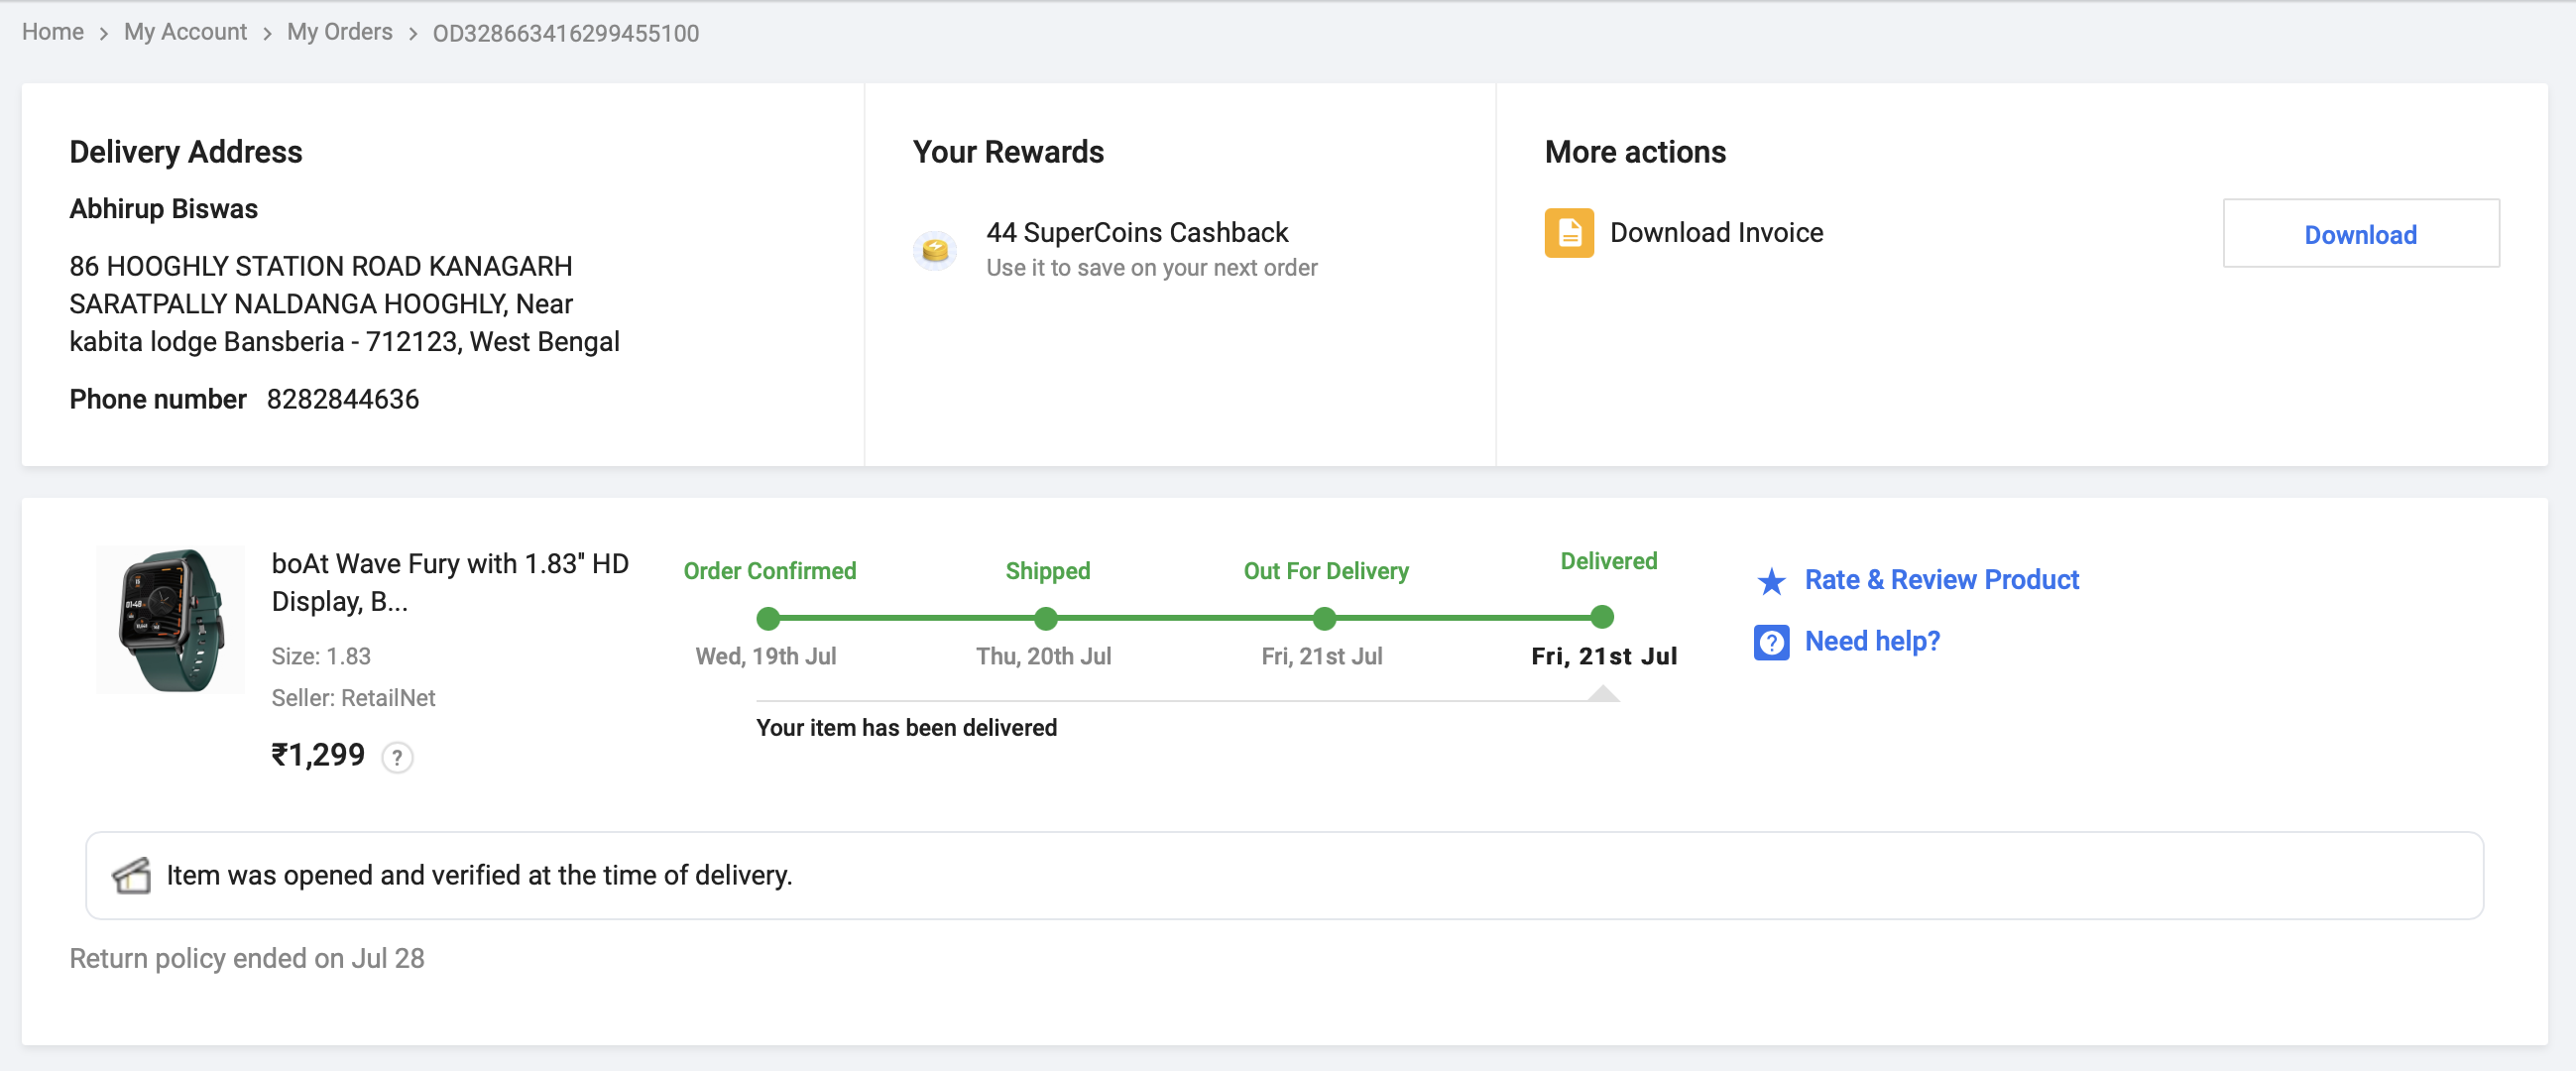 Home > My Account > My Orders > OD328663416299455100
Delivery Address
Abhirup Biswas
86 HOOGHLY STATION ROAD KANAGARH
SARATPALLY NALDANGA HOOGHLY, Near
kabita lodge Bansberia - 712123, West Bengal
Phone number 8282844636
Your Rewards
44 SuperCoins Cashback
Use it to save on your next order
More actions
Download Invoice
Download
boAt Wave Fury with 1.83" HD
Display, B...
Size: 1.83
Seller: RetailNet
₹1,299 ?
Order Confirmed
Wed, 19th Jul
Shipped
Thu, 20th Jul
Out For Delivery
Fri, 21st Jul
Delivered
Fri, 21st Jul
Your item has been delivered
Rate & Review Product
? Need help?
Item was opened and verified at the time of delivery.
Return policy ended on Jul 28